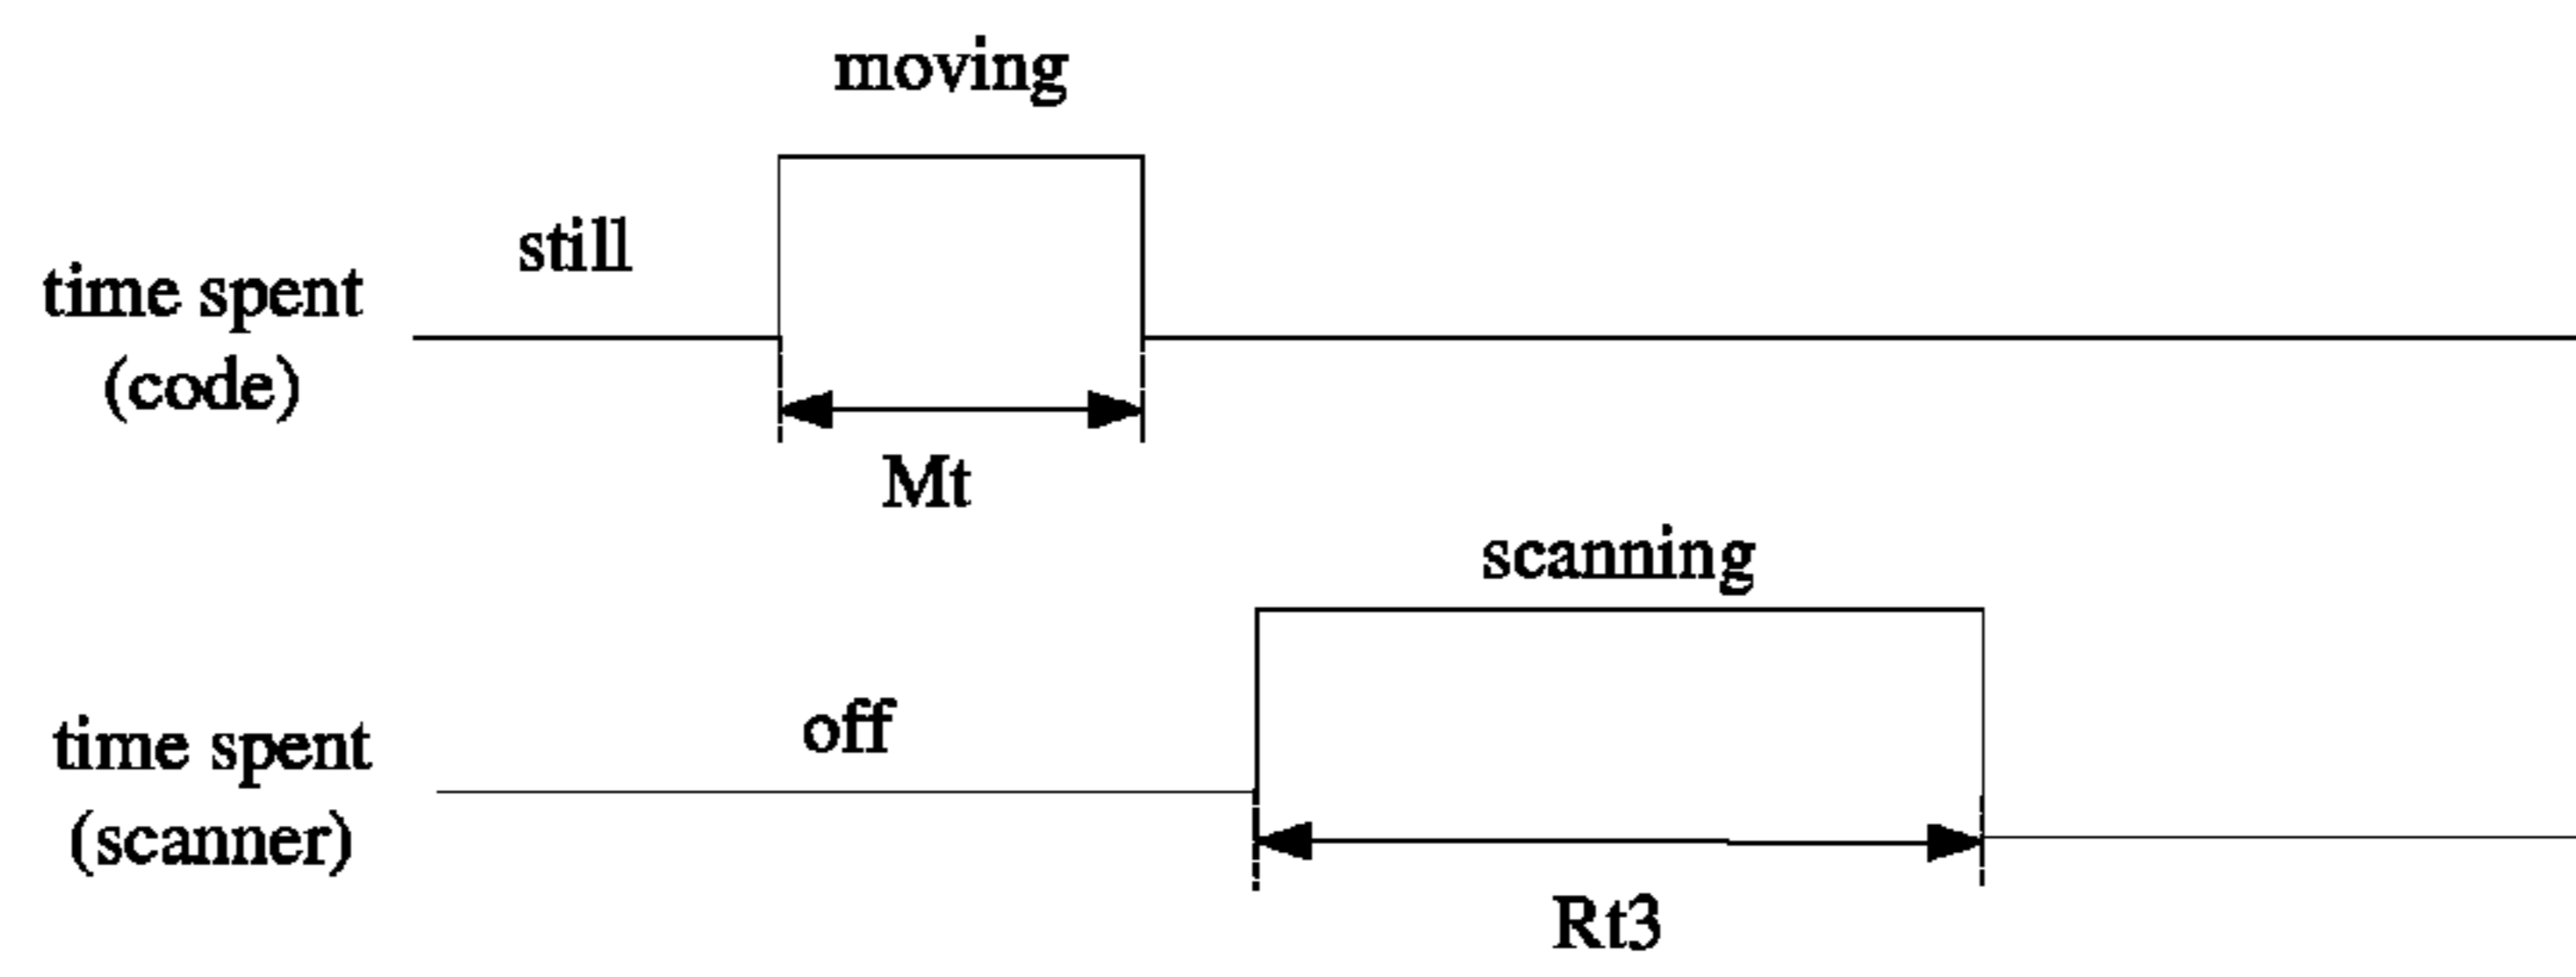 moving
still
time spent
(code)
Mt
scanning
off
time spent
(scanner)
Rt3